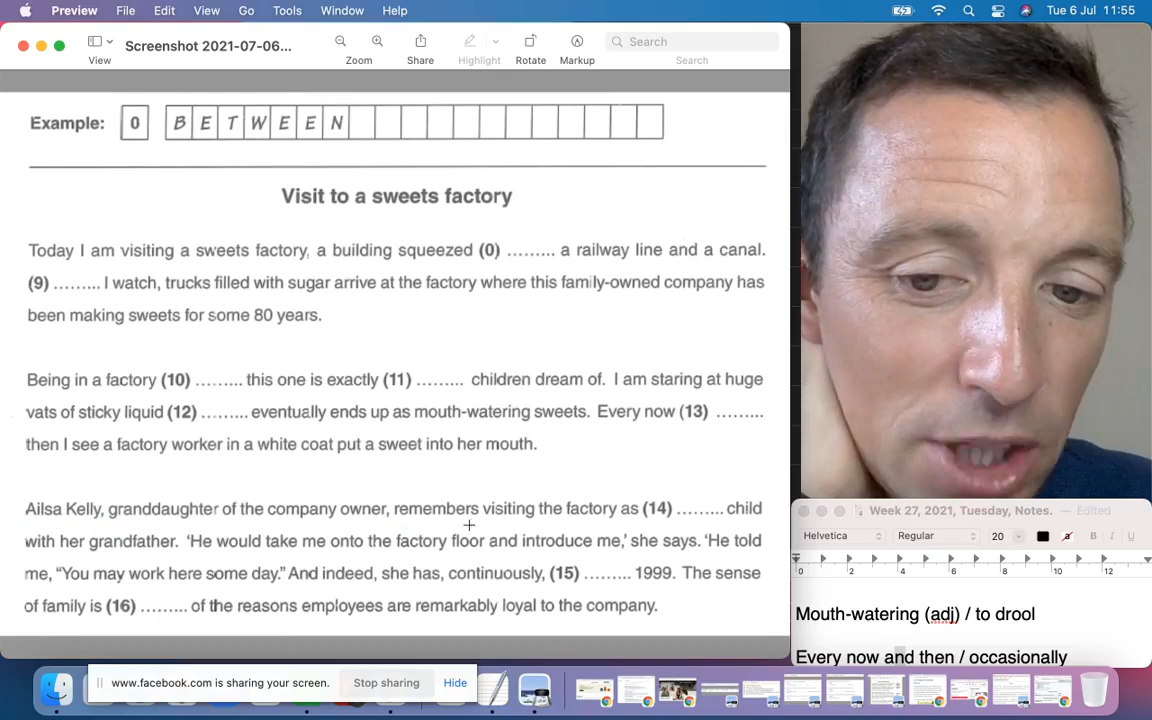 Preview File Edit View Go Tools Window Help Tue 6 Jul 11:55
Screenshot 2021-07-06... Search
View Zoom Share Highlight Rotate Markup Search
Example: 0 BETWEEN
Visit to a sweets factory
Today I am visiting a sweets factory, a building squeezed (0) ......... a railway line and a canal.
(9) ......... I watch, trucks filled with sugar arrive at the factory where this family-owned company has
been making sweets for some 80 years.
Being in a factory (10) ......... this one is exactly (11) ......... children dream of. I am staring at huge
vats of sticky liquid (12) ......... eventually ends up as mouth-watering sweets. Every now (13) .........
then I see a factory worker in a white coat put a sweet into her mouth.
Ailsa Kelly, granddaughter of the company owner, remembers visiting the factory as (14) ......... child
with her grandfather. 'He would take me onto the factory floor and introduce me,' she says. 'He told
me, "You may work here some day." And indeed, she has, continuously, (15) ......... 1999. The sense
of family is (16) ......... of the reasons employees are remarkably loyal to the company.
Week 27, 2021, Tuesday, Notes. — Edited
Helvetica Regular 20 a B I U
0 2 4 6 8 10 12
Mouth-watering (adj) / to drool
Every now and then / occasionally
www.facebook.com is sharing your screen. Stop sharing Hide